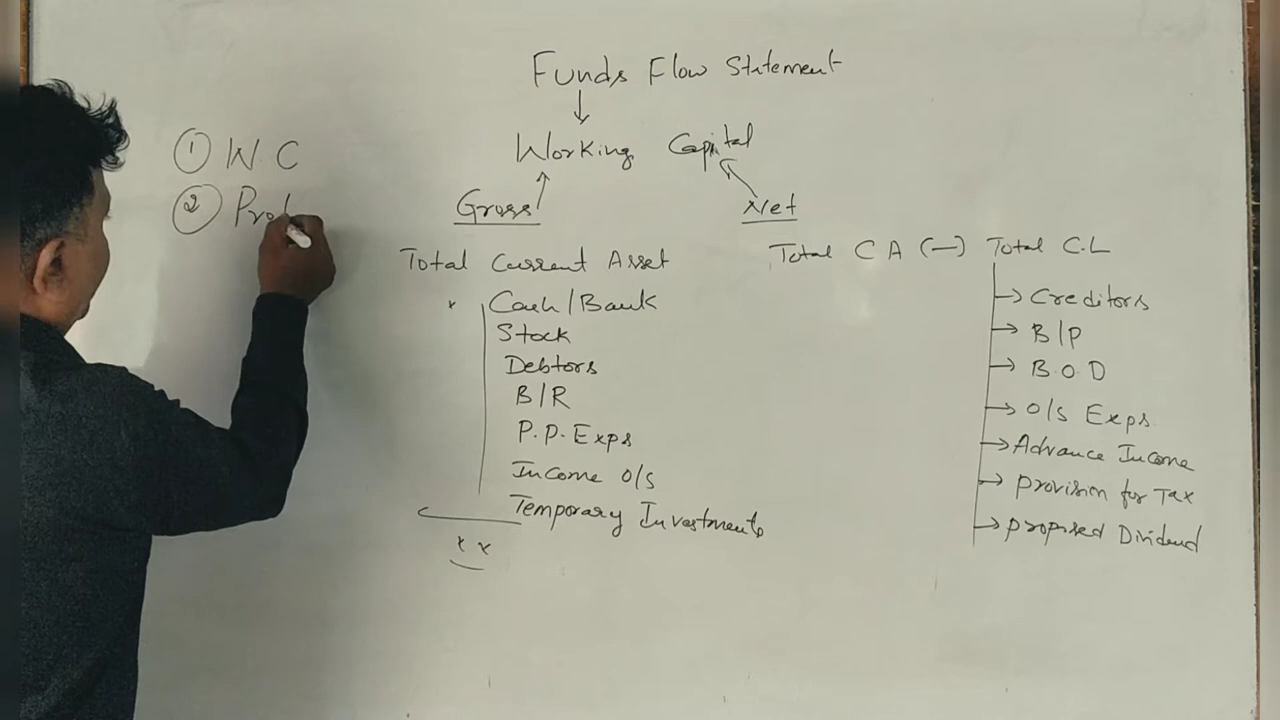 Funds Flow Statement
Working Capital
① W C
② Prof
Gross
Net
Total Current Asset
Total C A (-) Total C.L
Cash/Bank
Stock
Debtors
B/R
P.P. Exps
Income O/S
Temporary Investments
x x
Creditors
B/P
B.O.D
O/S Exps.
Advance Income
Provision for Tax
Proposed Dividend